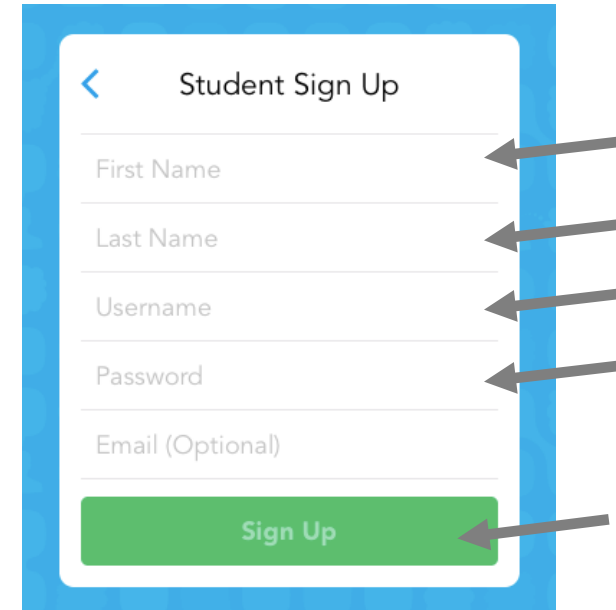 Student Sign Up
First Name
Last Name
Username
Password
Email (Optional)
Sign Up